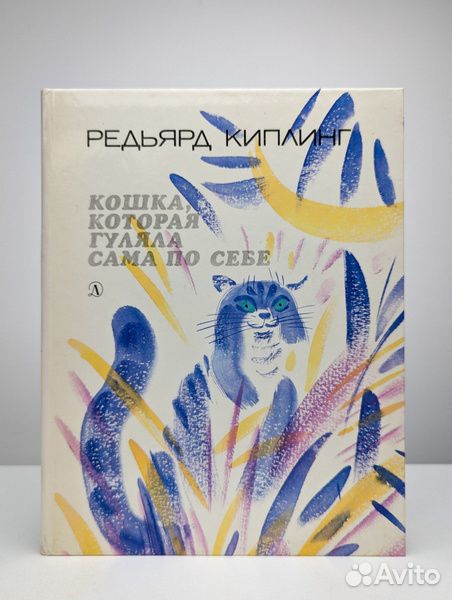 РЕДЬЯРД КИПЛИНГ
КОШКА,
КОТОРАЯ
ГУЛЯЛА
САМА ПО СЕБЕ
Д
Avito